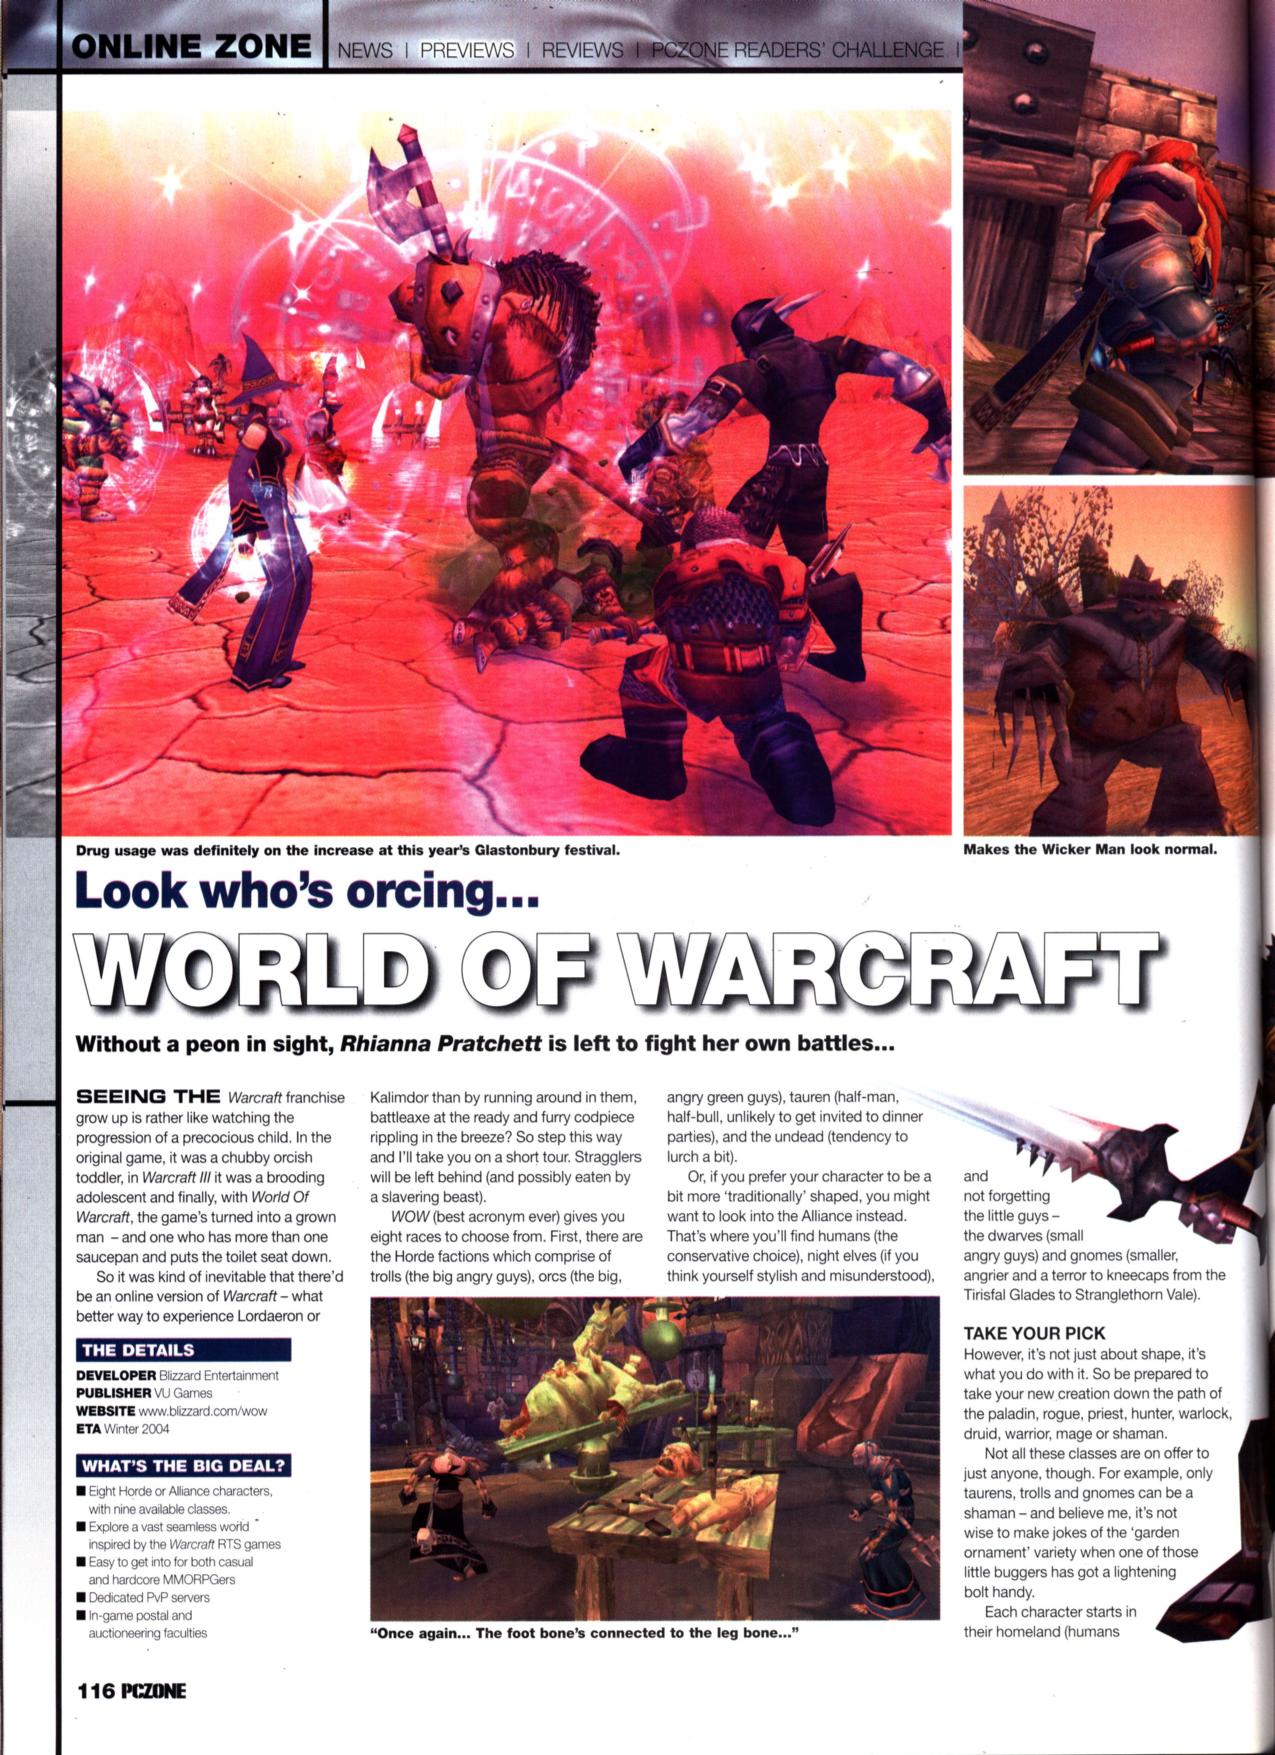 ONLINE ZONE
NEWS | PREVIEWS | REVIEWS | PCZONE READERS' CHALLENGE |
Drug usage was definitely on the increase at this year's Glastonbury festival.
Makes the Wicker Man look normal.
Look who's orcing...
WORLD OF WARCRAFT
Without a peon in sight, Rhianna Pratchett is left to fight her own battles...
SEEING THE Warcraft franchise
grow up is rather like watching the
progression of a precocious child. In the
original game, it was a chubby orcish
toddler, in Warcraft III it was a brooding
adolescent and finally, with World Of
Warcraft, the game's turned into a grown
man – and one who has more than one
saucepan and puts the toilet seat down.
So it was kind of inevitable that there'd
be an online version of Warcraft – what
better way to experience Lordaeron or
THE DETAILS
DEVELOPER Blizzard Entertainment
PUBLISHER VU Games
WEBSITE www.blizzard.com/wow
ETA Winter 2004
WHAT'S THE BIG DEAL?
■ Eight Horde or Alliance characters,
with nine available classes.
■ Explore a vast seamless world
inspired by the Warcraft RTS games
■ Easy to get into for both casual
and hardcore MMORPGers
■ Dedicated PvP servers
■ In-game postal and
auctioneering faculties
Kalimdor than by running around in them,
battleaxe at the ready and furry codpiece
rippling in the breeze? So step this way
and I'll take you on a short tour. Stragglers
will be left behind (and possibly eaten by
a slavering beast).
WOW (best acronym ever) gives you
eight races to choose from. First, there are
the Horde factions which comprise of
trolls (the big angry guys), orcs (the big,
angry green guys), tauren (half-man,
half-bull, unlikely to get invited to dinner
parties), and the undead (tendency to
lurch a bit).
Or, if you prefer your character to be a
bit more 'traditionally' shaped, you might
want to look into the Alliance instead.
That's where you'll find humans (the
conservative choice), night elves (if you
think yourself stylish and misunderstood),
"Once again... The foot bone's connected to the leg bone..."
and
not forgetting
the little guys –
the dwarves (small
angry guys) and gnomes (smaller,
angrier and a terror to kneecaps from the
Tirisfal Glades to Stranglethorn Vale).
TAKE YOUR PICK
However, it's not just about shape, it's
what you do with it. So be prepared to
take your new creation down the path of
the paladin, rogue, priest, hunter, warlock,
druid, warrior, mage or shaman.
Not all these classes are on offer to
just anyone, though. For example, only
taurens, trolls and gnomes can be a
shaman – and believe me, it's not
wise to make jokes of the 'garden
ornament' variety when one of those
little buggers has got a lightening
bolt handy.
Each character starts in
their homeland (humans
116 PCZONE